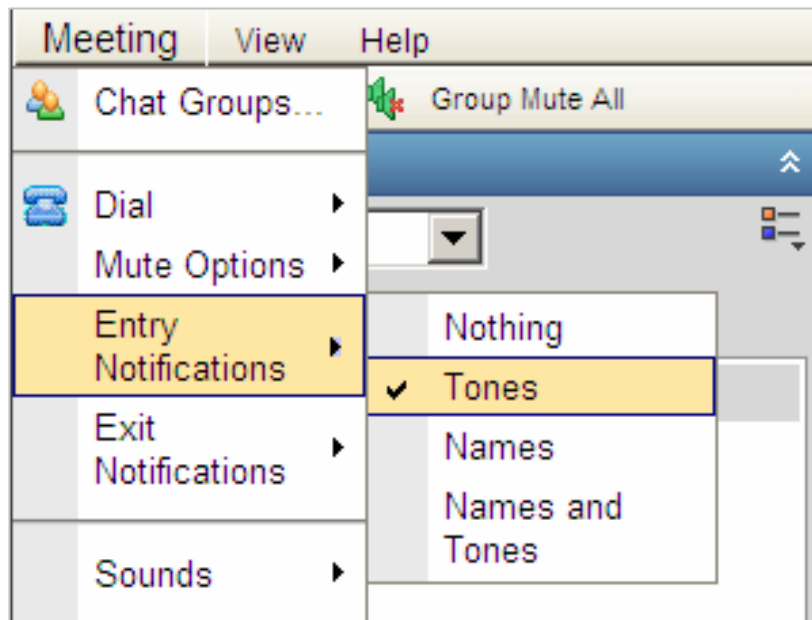 Meeting View Help
Chat Groups...
Group Mute All
Dial
Mute Options
Entry
Notifications
Nothing
Tones
Names
Names and
Tones
Exit
Notifications
Sounds